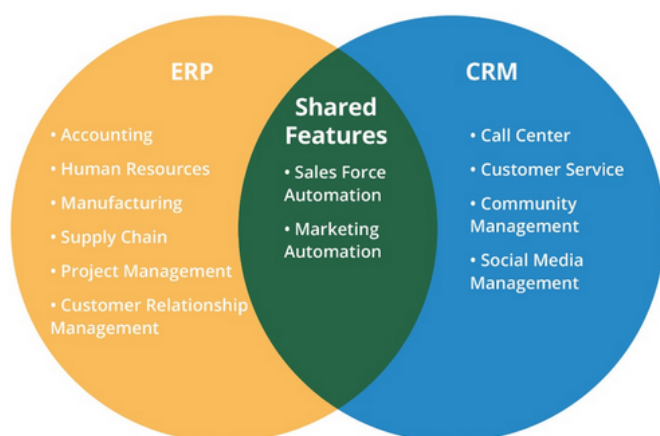 ERP
• Accounting
• Human Resources
• Manufacturing
• Supply Chain
• Project Management
• Customer Relationship
Management
Shared
Features
• Sales Force
Automation
• Marketing
Automation
CRM
• Call Center
• Customer Service
• Community
Management
• Social Media
Management